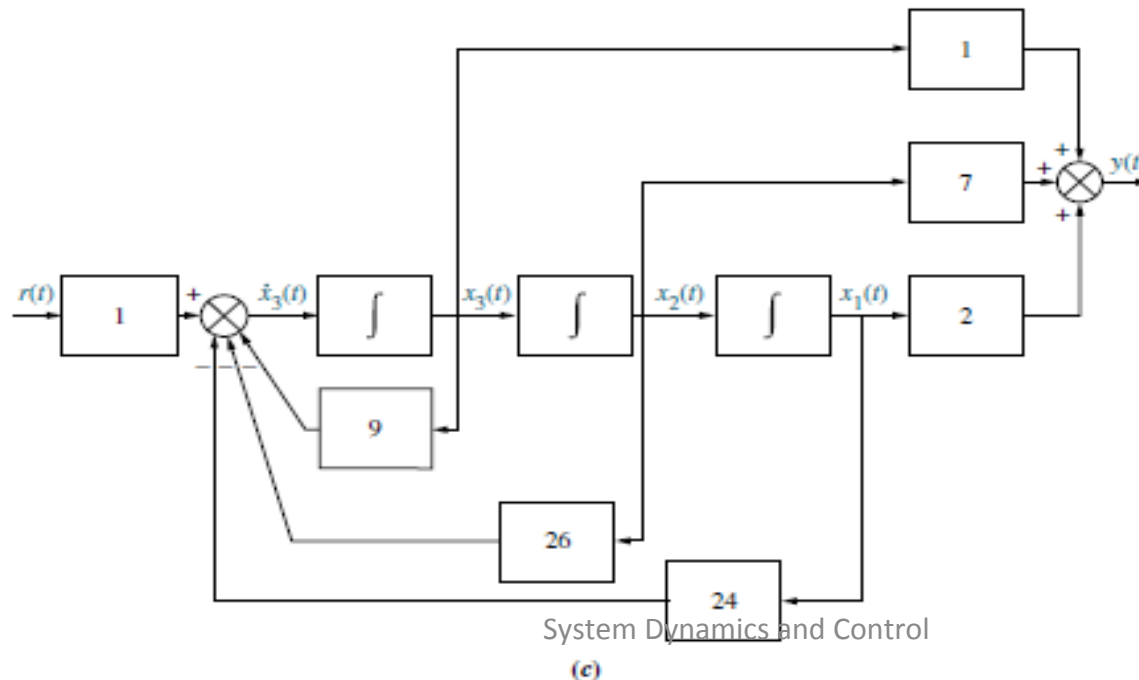 1
+
7
+
y(t
+
r(t)
1
+
ẋ₃(t)
∫
x₃(t)
∫
x₂(t)
∫
x₁(t)
2
− − −
9
26
24
System Dynamics and Control
(c)